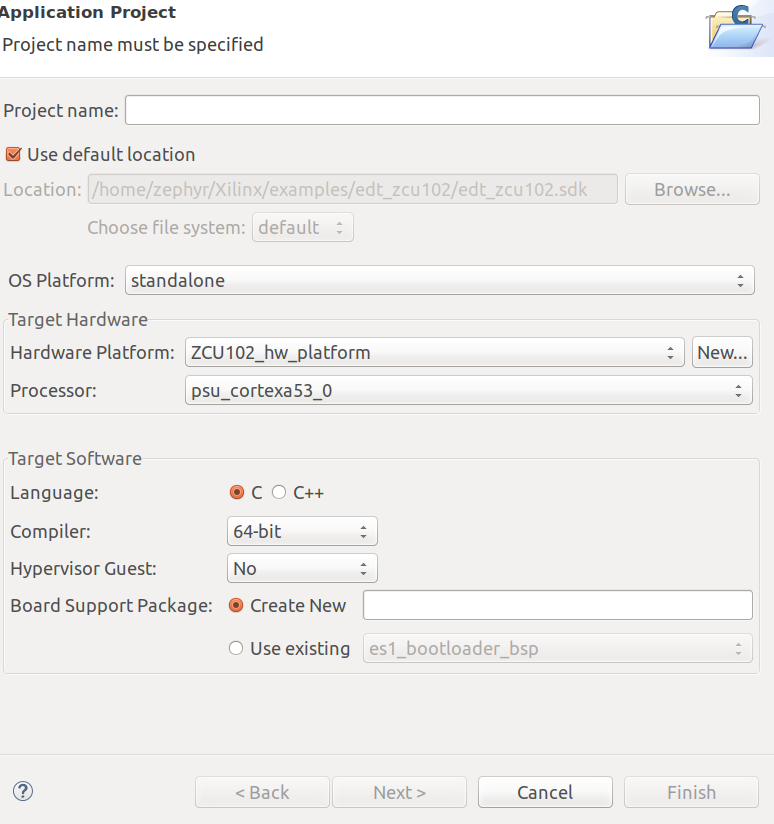 Application Project
Project name must be specified
Project name:
Use default location
Location: /home/zephyr/Xilinx/examples/edt_zcu102/edt_zcu102.sdk Browse...
Choose file system: default
OS Platform: standalone
Target Hardware
Hardware Platform: ZCU102_hw_platform New...
Processor: psu_cortexa53_0
Target Software
Language: C C++
Compiler: 64-bit
Hypervisor Guest: No
Board Support Package: Create New
Use existing es1_bootloader_bsp
? < Back Next > Cancel Finish